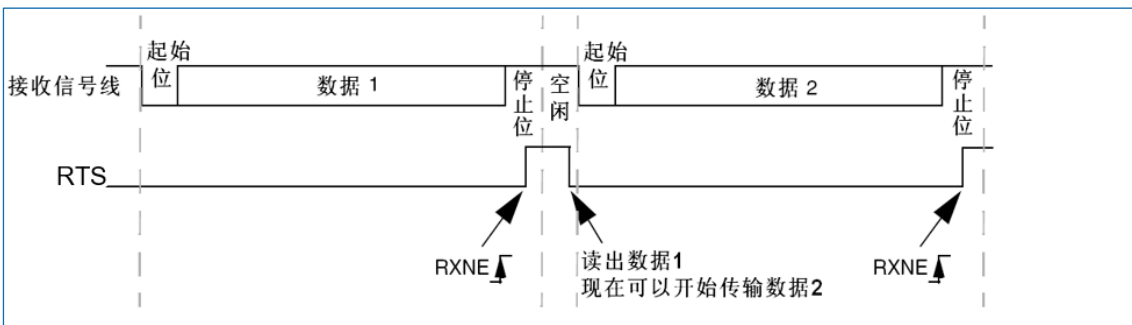 起始
位
接收信号线
数据 1
停止位
空闲
起始
位
数据 2
停止位
RTS
RXNE
读出数据1
现在可以开始传输数据2
RXNE